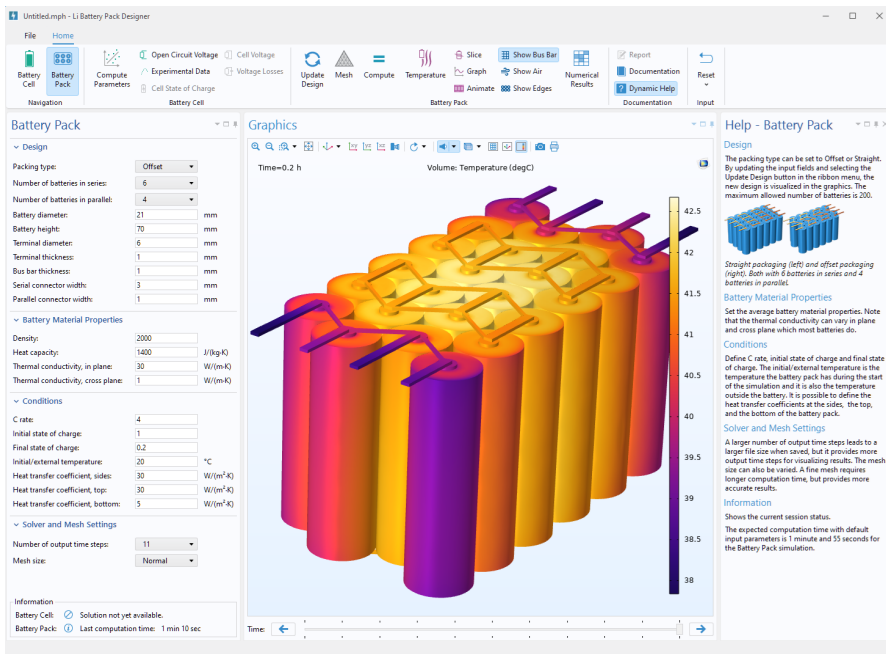 Untitled.mph - Li Battery Pack Designer
File Home
Battery Cell
Battery Pack
Navigation
Compute Parameters
Open Circuit Voltage
Experimental Data
Cell State of Charge
Cell Voltage
Voltage Losses
Battery Cell
Update Design
Mesh
Compute
Temperature
Slice
Graph
Animate
Show Bus Bar
Show Air
Show Edges
Numerical Results
Battery Pack
Report
Documentation
Dynamic Help
Documentation
Reset
Input
Battery Pack
Design
Packing type: Offset
Number of batteries in series: 6
Number of batteries in parallel: 4
Battery diameter: 21 mm
Battery height: 70 mm
Terminal diameter: 6 mm
Terminal thickness: 1 mm
Bus bar thickness: 1 mm
Serial connector width: 3 mm
Parallel connector width: 1 mm
Battery Material Properties
Density: 2000
Heat capacity: 1400 J/(kg·K)
Thermal conductivity, in plane: 30 W/(m·K)
Thermal conductivity, cross plane: 1 W/(m·K)
Conditions
C rate: 4
Initial state of charge: 1
Final state of charge: 0.2
Initial/external temperature: 20 °C
Heat transfer coefficient, sides: 30 W/(m²·K)
Heat transfer coefficient, top: 30 W/(m²·K)
Heat transfer coefficient, bottom: 5 W/(m²·K)
Solver and Mesh Settings
Number of output time steps: 11
Mesh size: Normal
Information
Battery Cell: Solution not yet available.
Battery Pack: Last computation time: 1 min 10 sec
Graphics
Time=0.2 h Volume: Temperature (degC)
42.5
42
41.5
41
40.5
40
39.5
39
38.5
38
Time:
Help - Battery Pack
Design
The packing type can be set to Offset or Straight.
By updating the input fields and selecting the
Update Design button in the ribbon menu, the
new design is visualized in the graphics. The
maximum allowed number of batteries is 200.
Straight packaging (left) and offset packaging
(right). Both with 6 batteries in series and 4
batteries in parallel.
Battery Material Properties
Set the average battery material properties. Note
that the thermal conductivity can vary in plane
and cross plane which most batteries do.
Conditions
Define C rate, initial state of charge and final state
of charge. The initial/external temperature is the
temperature the battery pack has during the start
of the simulation and it is also the temperature
outside the battery. It is possible to define the
heat transfer coefficients at the sides, the top,
and the bottom of the battery pack.
Solver and Mesh Settings
A larger number of output time steps leads to a
larger file size when saved, but it provides more
output time steps for visualizing results. The mesh
size can also be varied. A fine mesh requires
longer computation time, but provides more
accurate results.
Information
Shows the current session status.
The expected computation time with default
input parameters is 1 minute and 55 seconds for
the Battery Pack simulation.